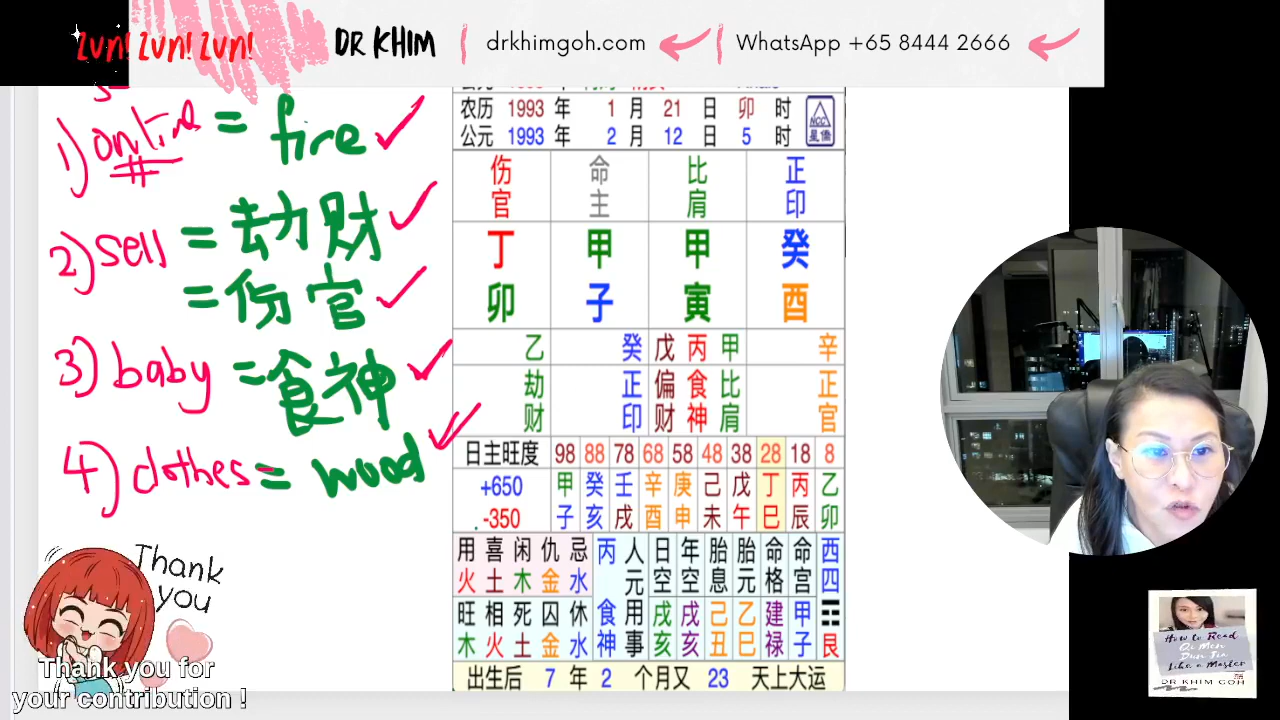 Zun! Zun! Zun!
DR KHIM
drkhimgoh.com
WhatsApp +65 8444 2666
1) online = fire
2) sell = 劫财
= 伤官
3) baby = 食神
4) clothes = wood
农历 1993 年 1 月 21 日 卯 时
公元 1993 年 2 月 12 日 5 时
NCC
星侨
伤官 命主 比肩 正印
丁 甲 甲 癸
卯 子 寅 酉
乙 癸 戊 丙 甲 辛
劫财 正印 偏财 食神 比肩 正官
日主旺度 98 88 78 68 58 48 38 28 18 8
+650 甲 癸 壬 辛 庚 己 戊 丁 丙 乙
-350 子 亥 戌 酉 申 未 午 巳 辰 卯
用 喜 闲 仇 忌 丙 人 日 年 胎 胎 命 命 西
火 土 木 金 水 元 空 空 息 元 格 宫 四
旺 相 死 囚 休 食 用 戌 戌 己 乙 建 甲 ☶
木 火 土 金 水 神 事 亥 亥 丑 巳 禄 子 艮
出生后 7 年 2 个月又 23 天上大运
Thank
you
Thank you for
your contribution !
How to Read
Qi Men
Dun Jia
Like a Master
DR KHIM GOH